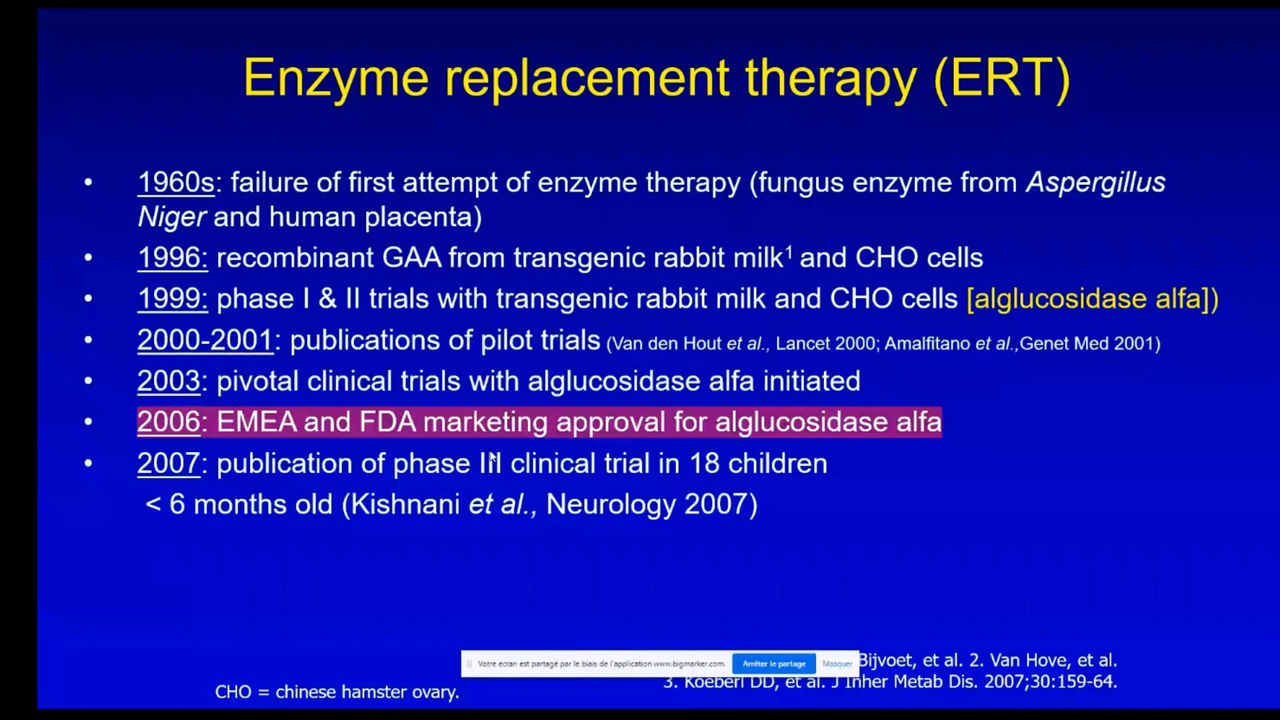 Enzyme replacement therapy (ERT)
• 1960s: failure of first attempt of enzyme therapy (fungus enzyme from Aspergillus
Niger and human placenta)
• 1996: recombinant GAA from transgenic rabbit milk¹ and CHO cells
• 1999: phase I & II trials with transgenic rabbit milk and CHO cells [alglucosidase alfa])
• 2000-2001: publications of pilot trials (Van den Hout et al., Lancet 2000; Amalfitano et al.,Genet Med 2001)
• 2003: pivotal clinical trials with alglucosidase alfa initiated
• 2006: EMEA and FDA marketing approval for alglucosidase alfa
• 2007: publication of phase III clinical trial in 18 children
< 6 months old (Kishnani et al., Neurology 2007)
Votre écran est partagé par le biais de l'application www.bigmarker.com. Arrêter le partage Masquer
Bijvoet, et al. 2. Van Hove, et al.
3. Koeberl DD, et al. J Inher Metab Dis. 2007;30:159-64.
CHO = chinese hamster ovary.